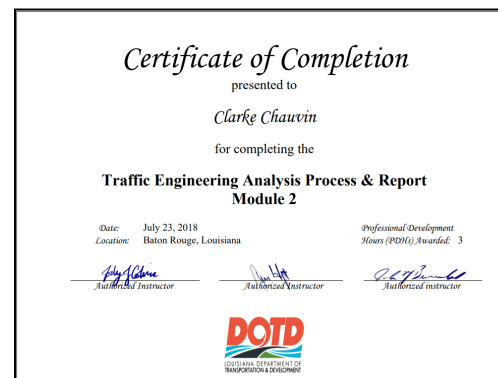 Certificate of Completion
presented to
Clarke Chauvin
for completing the
Traffic Engineering Analysis Process & Report
Module 2
Date: July 23, 2018
Location: Baton Rouge, Louisiana
Professional Development
Hours (PDHs) Awarded: 3
Authorized Instructor
Authorized Instructor
Authorized instructor
DOTD
LOUISIANA DEPARTMENT OF
TRANSPORTATION & DEVELOPMENT